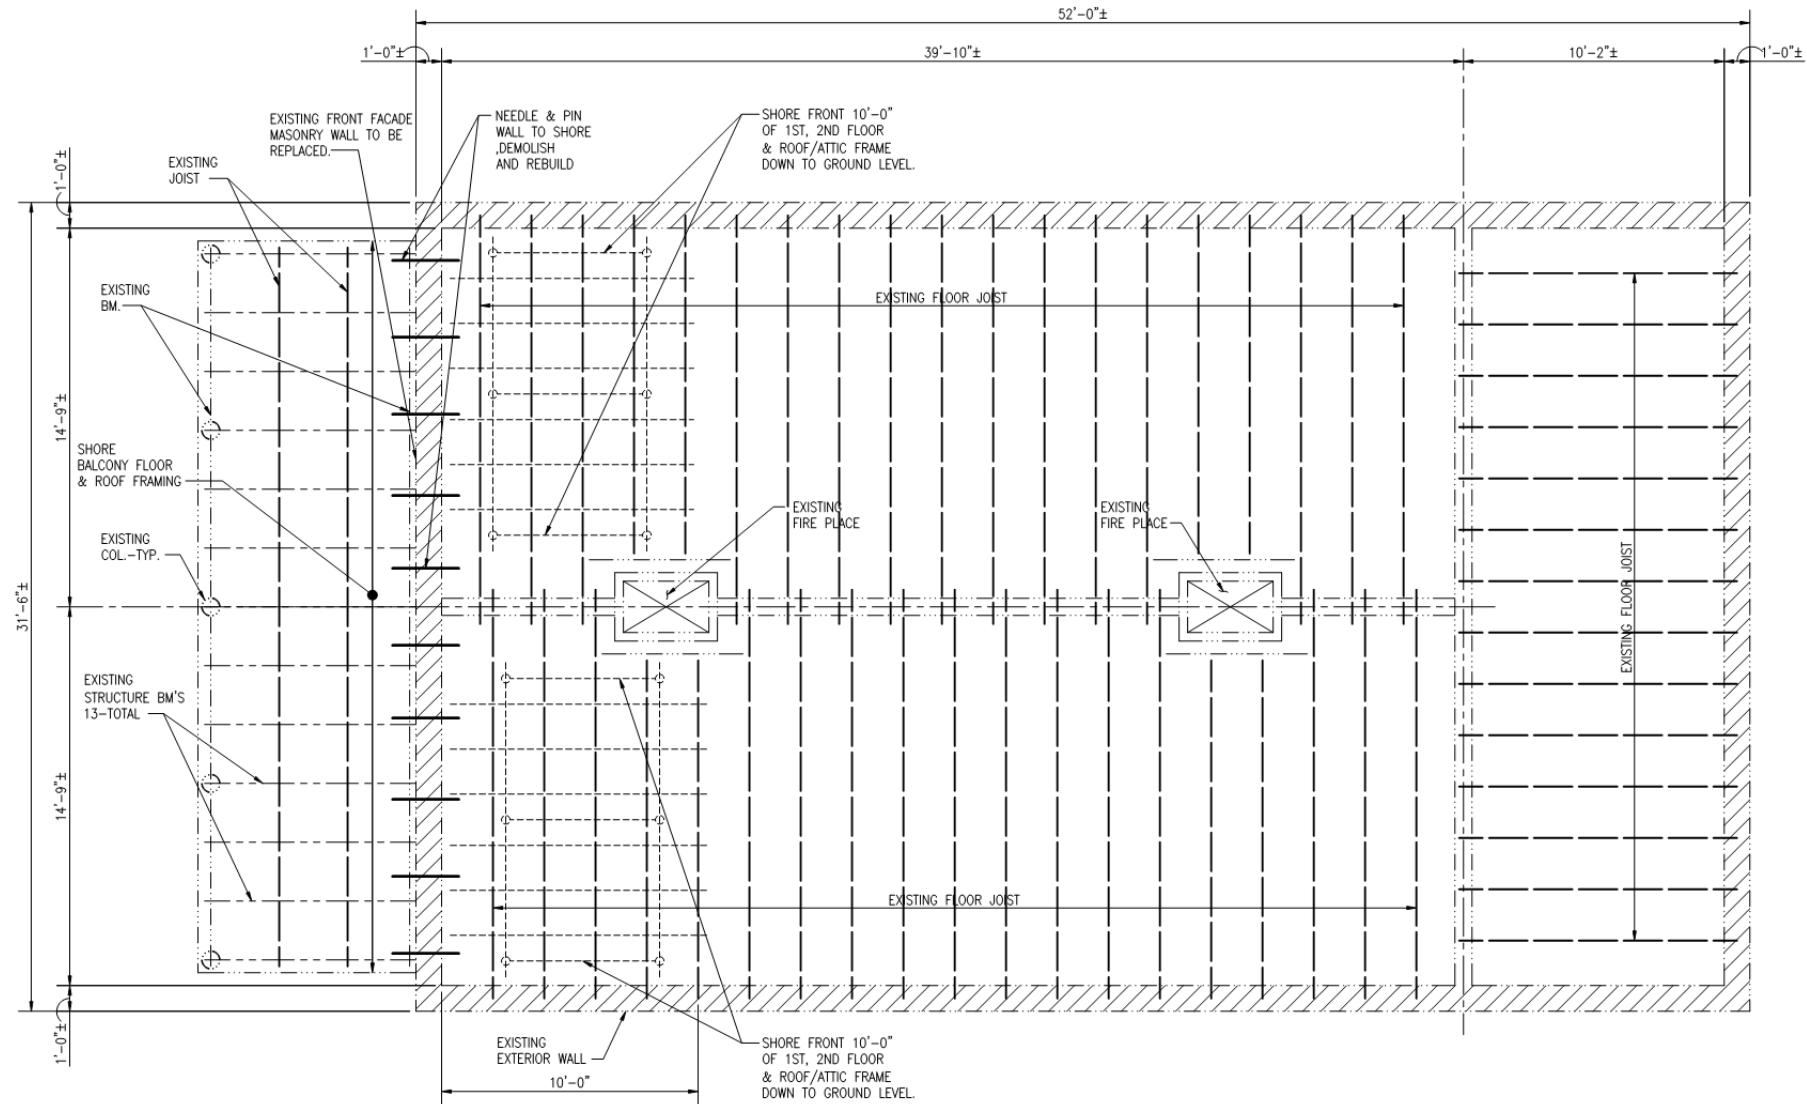 52'-0"±
1'-0"±
39'-10"±
10'-2"±
1'-0"±
EXISTING FRONT FACADE
MASONRY WALL TO BE
REPLACED.
NEEDLE & PIN
WALL TO SHORE
,DEMOLISH
AND REBUILD
SHORE FRONT 10'-0"
OF 1ST, 2ND FLOOR
& ROOF/ATTIC FRAME
DOWN TO GROUND LEVEL.
EXISTING
JOIST
1'-0"±
EXISTING
BM.
EXISTING FLOOR JOIST
14'-9"±
SHORE
BALCONY FLOOR
& ROOF FRAMING
EXISTING
FIRE PLACE
EXISTING
FIRE PLACE
EXISTING
COL.-TYP.
31'-6"±
EXISTING FLOOR JOIST
EXISTING
STRUCTURE BM'S
13-TOTAL
14'-9"±
EXISTING FLOOR JOIST
1'-0"±
EXISTING
EXTERIOR WALL
10'-0"
SHORE FRONT 10'-0"
OF 1ST, 2ND FLOOR
& ROOF/ATTIC FRAME
DOWN TO GROUND LEVEL.